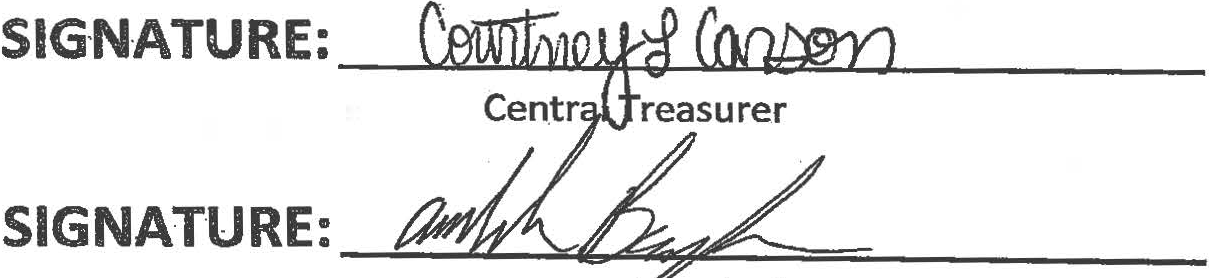 SIGNATURE: Courtney L Carson
Central Treasurer
SIGNATURE: